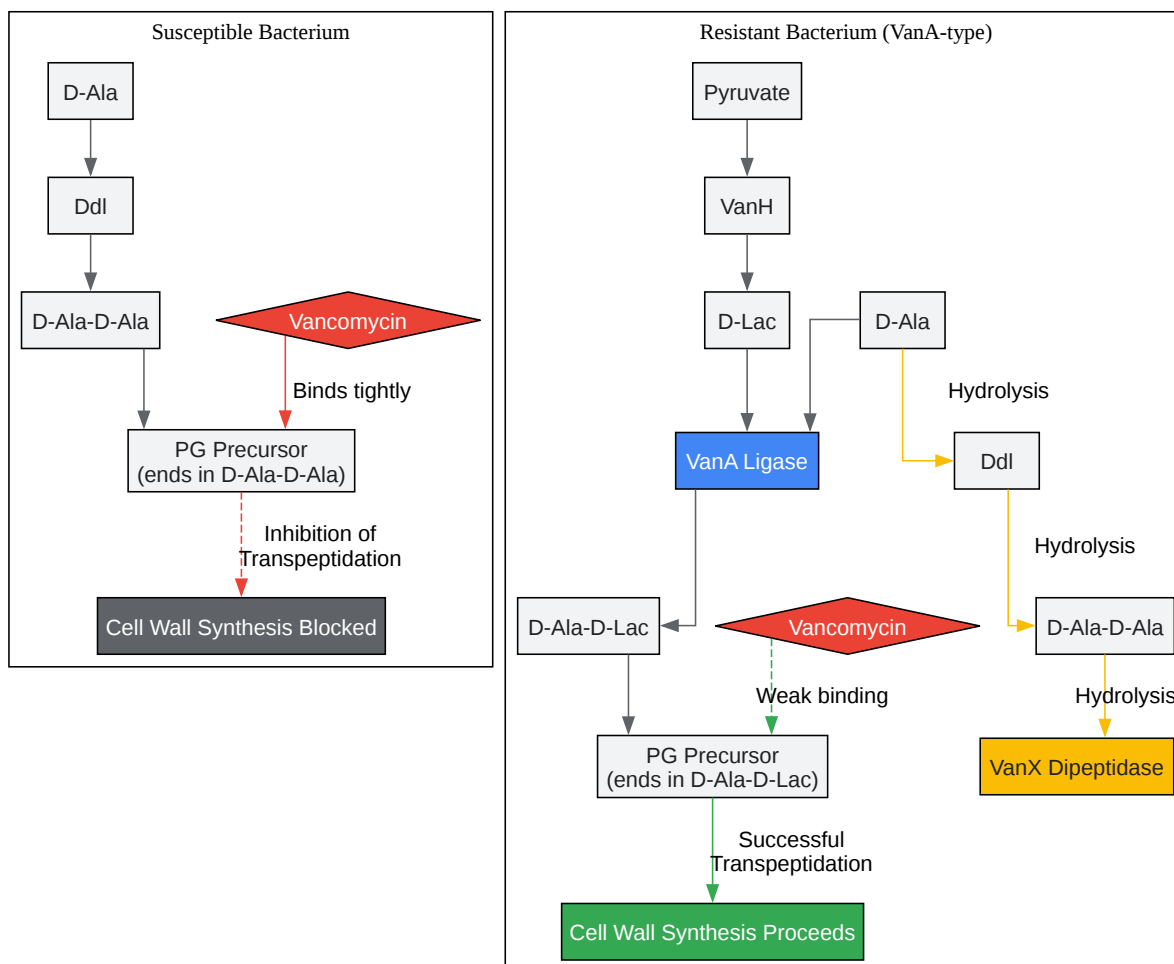 Susceptible Bacterium
D-Ala
Ddl
D-Ala-D-Ala
Vancomycin
Binds tightly
PG Precursor
(ends in D-Ala-D-Ala)
Inhibition of
Transpeptidation
Cell Wall Synthesis Blocked
Resistant Bacterium (VanA-type)
Pyruvate
VanH
D-Lac
D-Ala
Hydrolysis
VanA Ligase
Ddl
Hydrolysis
D-Ala-D-Lac
Vancomycin
D-Ala-D-Ala
Weak binding
Hydrolysis
PG Precursor
(ends in D-Ala-D-Lac)
VanX Dipeptidase
Successful
Transpeptidation
Cell Wall Synthesis Proceeds